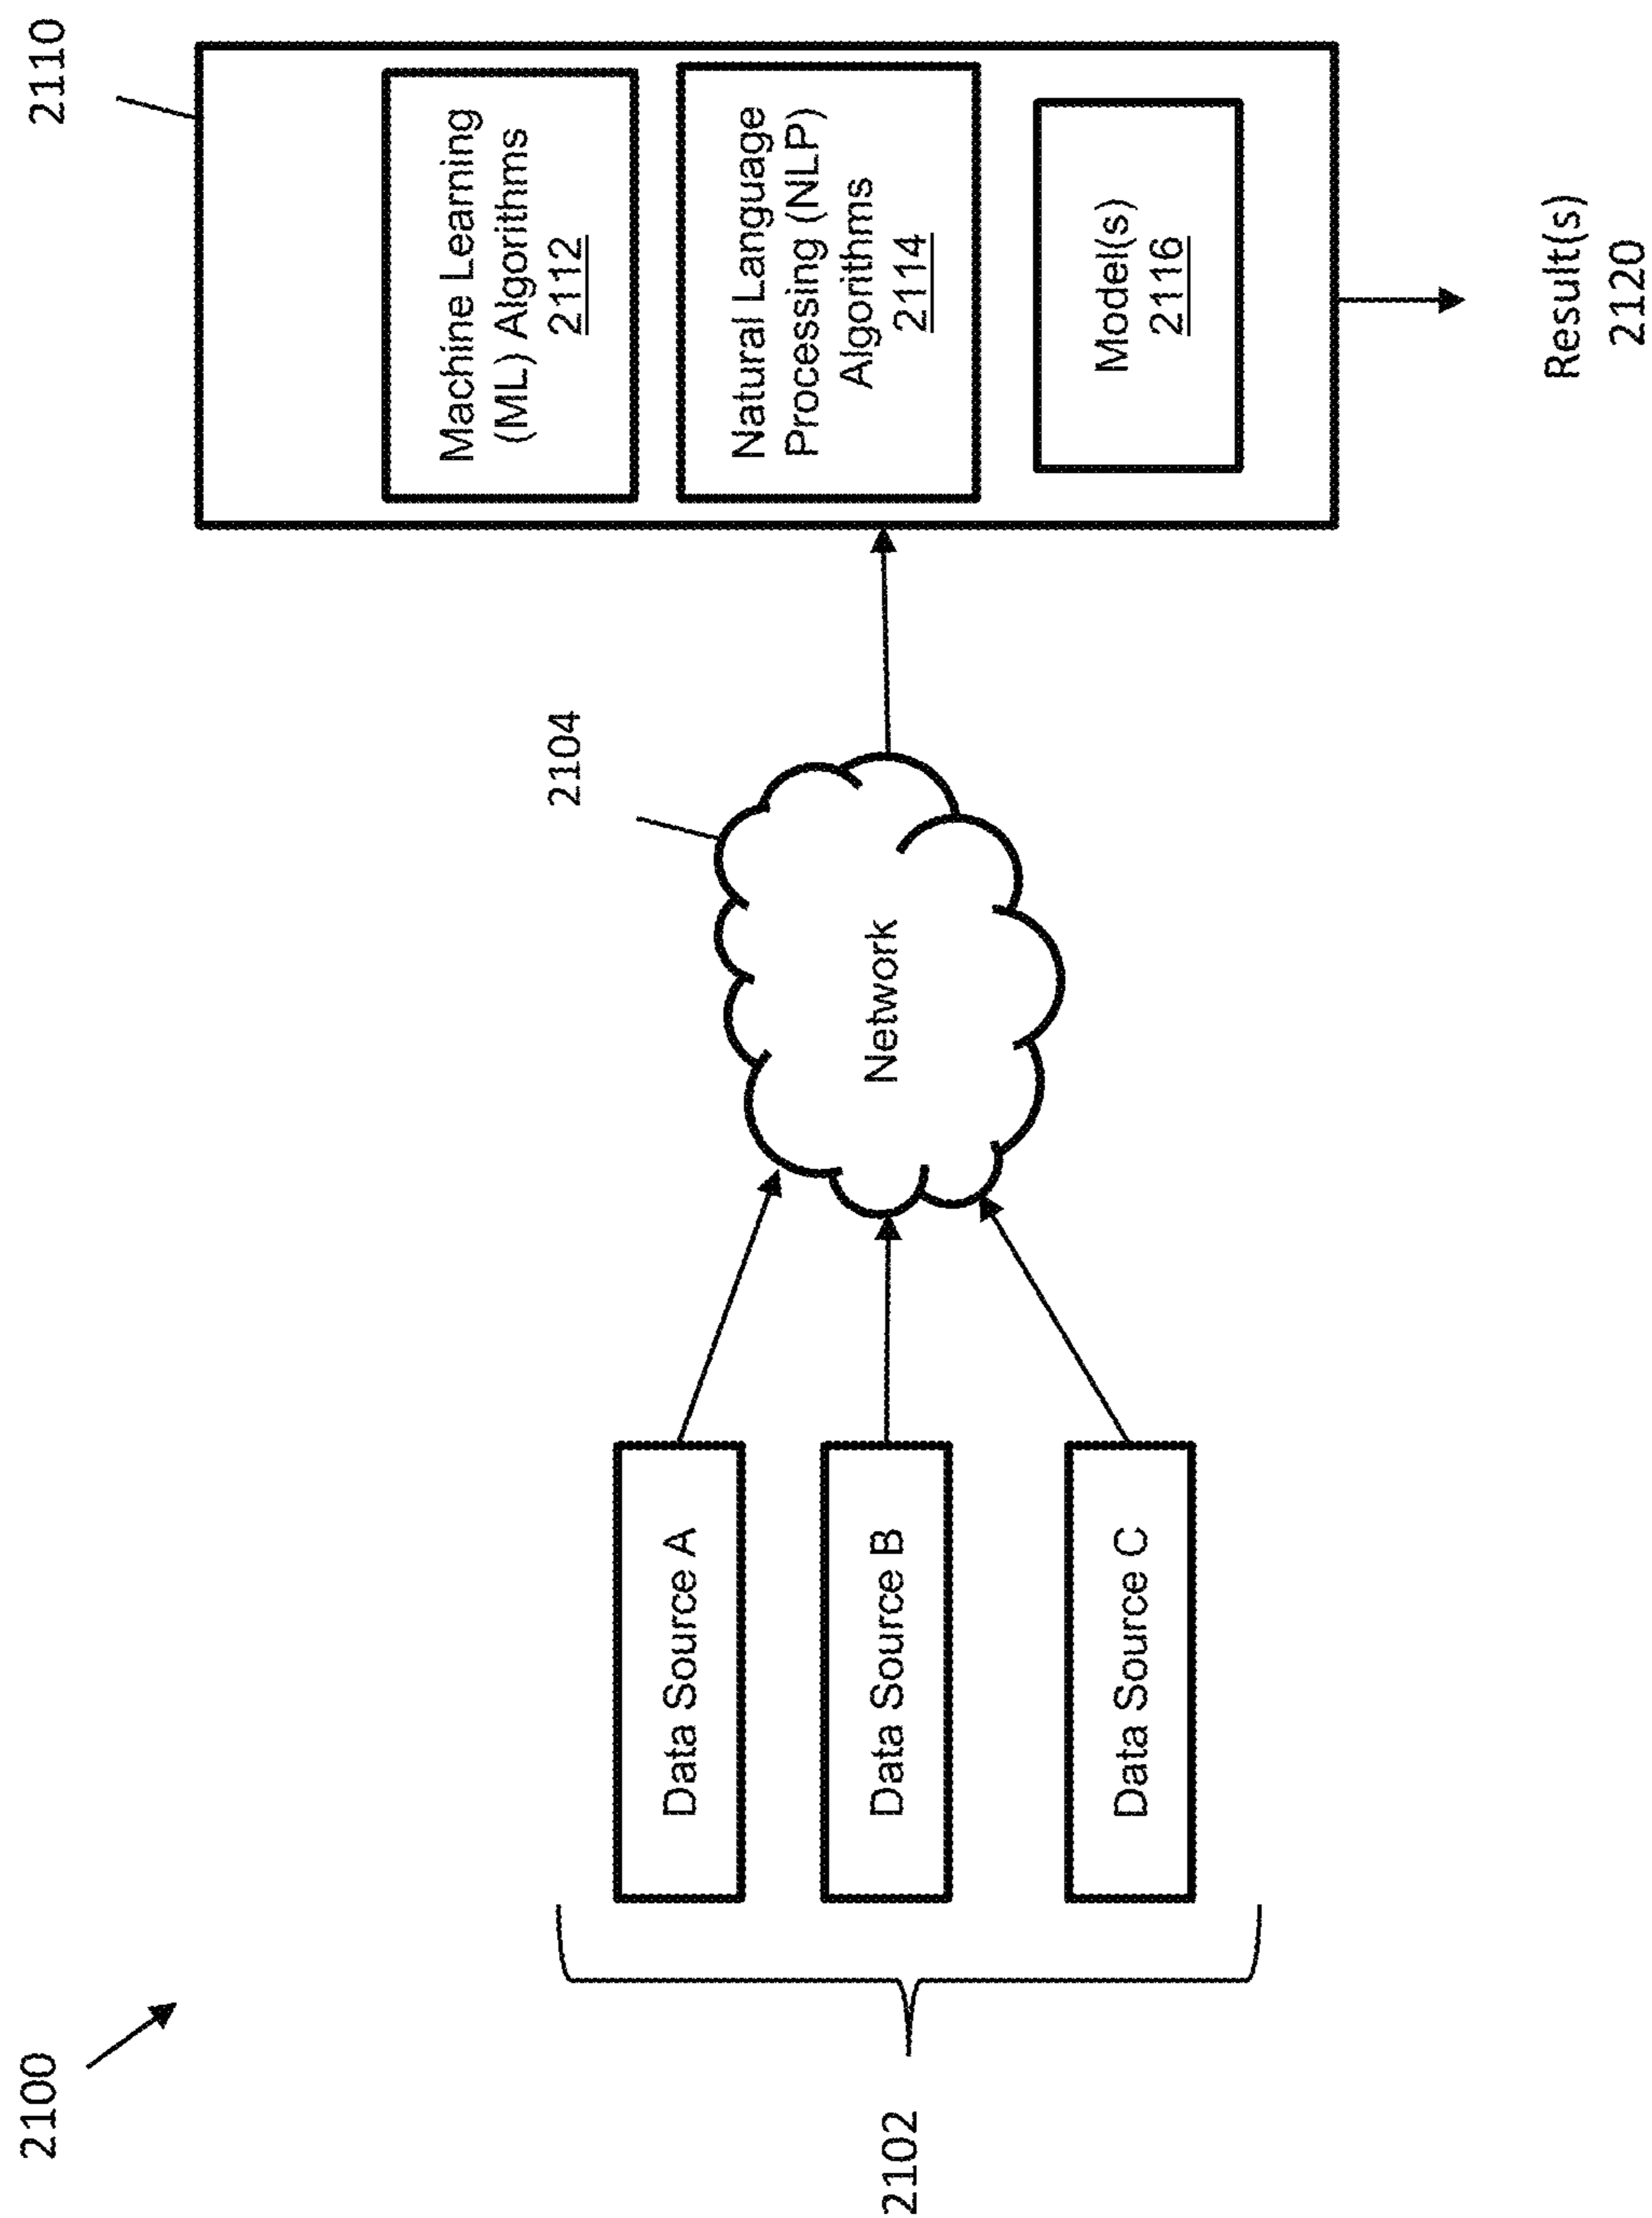 2100
2102
Data Source A
Data Source B
Data Source C
2104
Network
2110
Machine Learning
(ML) Algorithms
2112
Natural Language
Processing (NLP)
Algorithms
2114
Model(s)
2116
Result(s)
2120